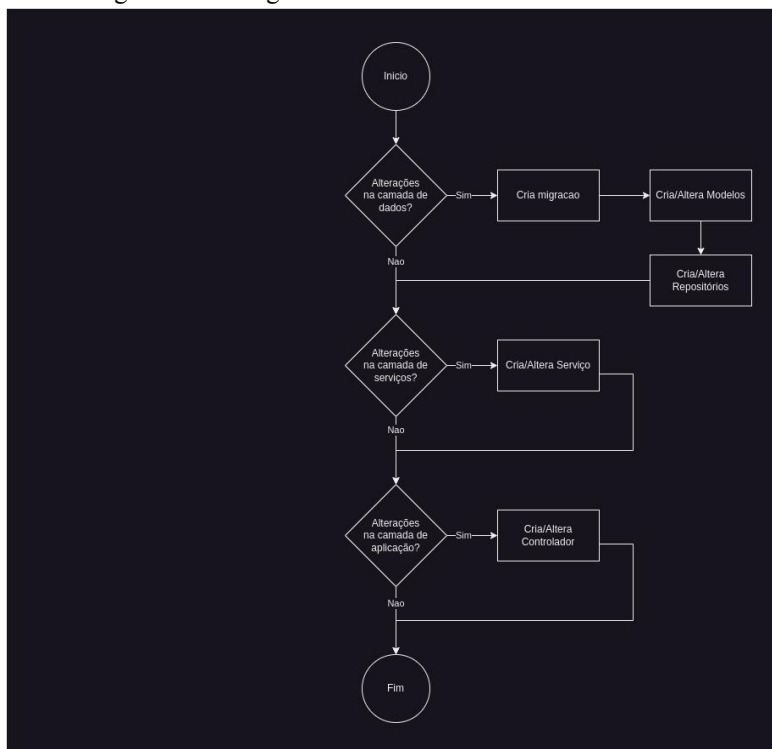 Inicio
Alterações
na camada de
dados?
Sim
Cria migracao
Cria/Altera Modelos
Nao
Cria/Altera
Repositórios
Alterações
na camada de
serviços?
Sim
Cria/Altera Serviço
Nao
Alterações
na camada de
aplicação?
Sim
Cria/Altera
Controlador
Nao
Fim